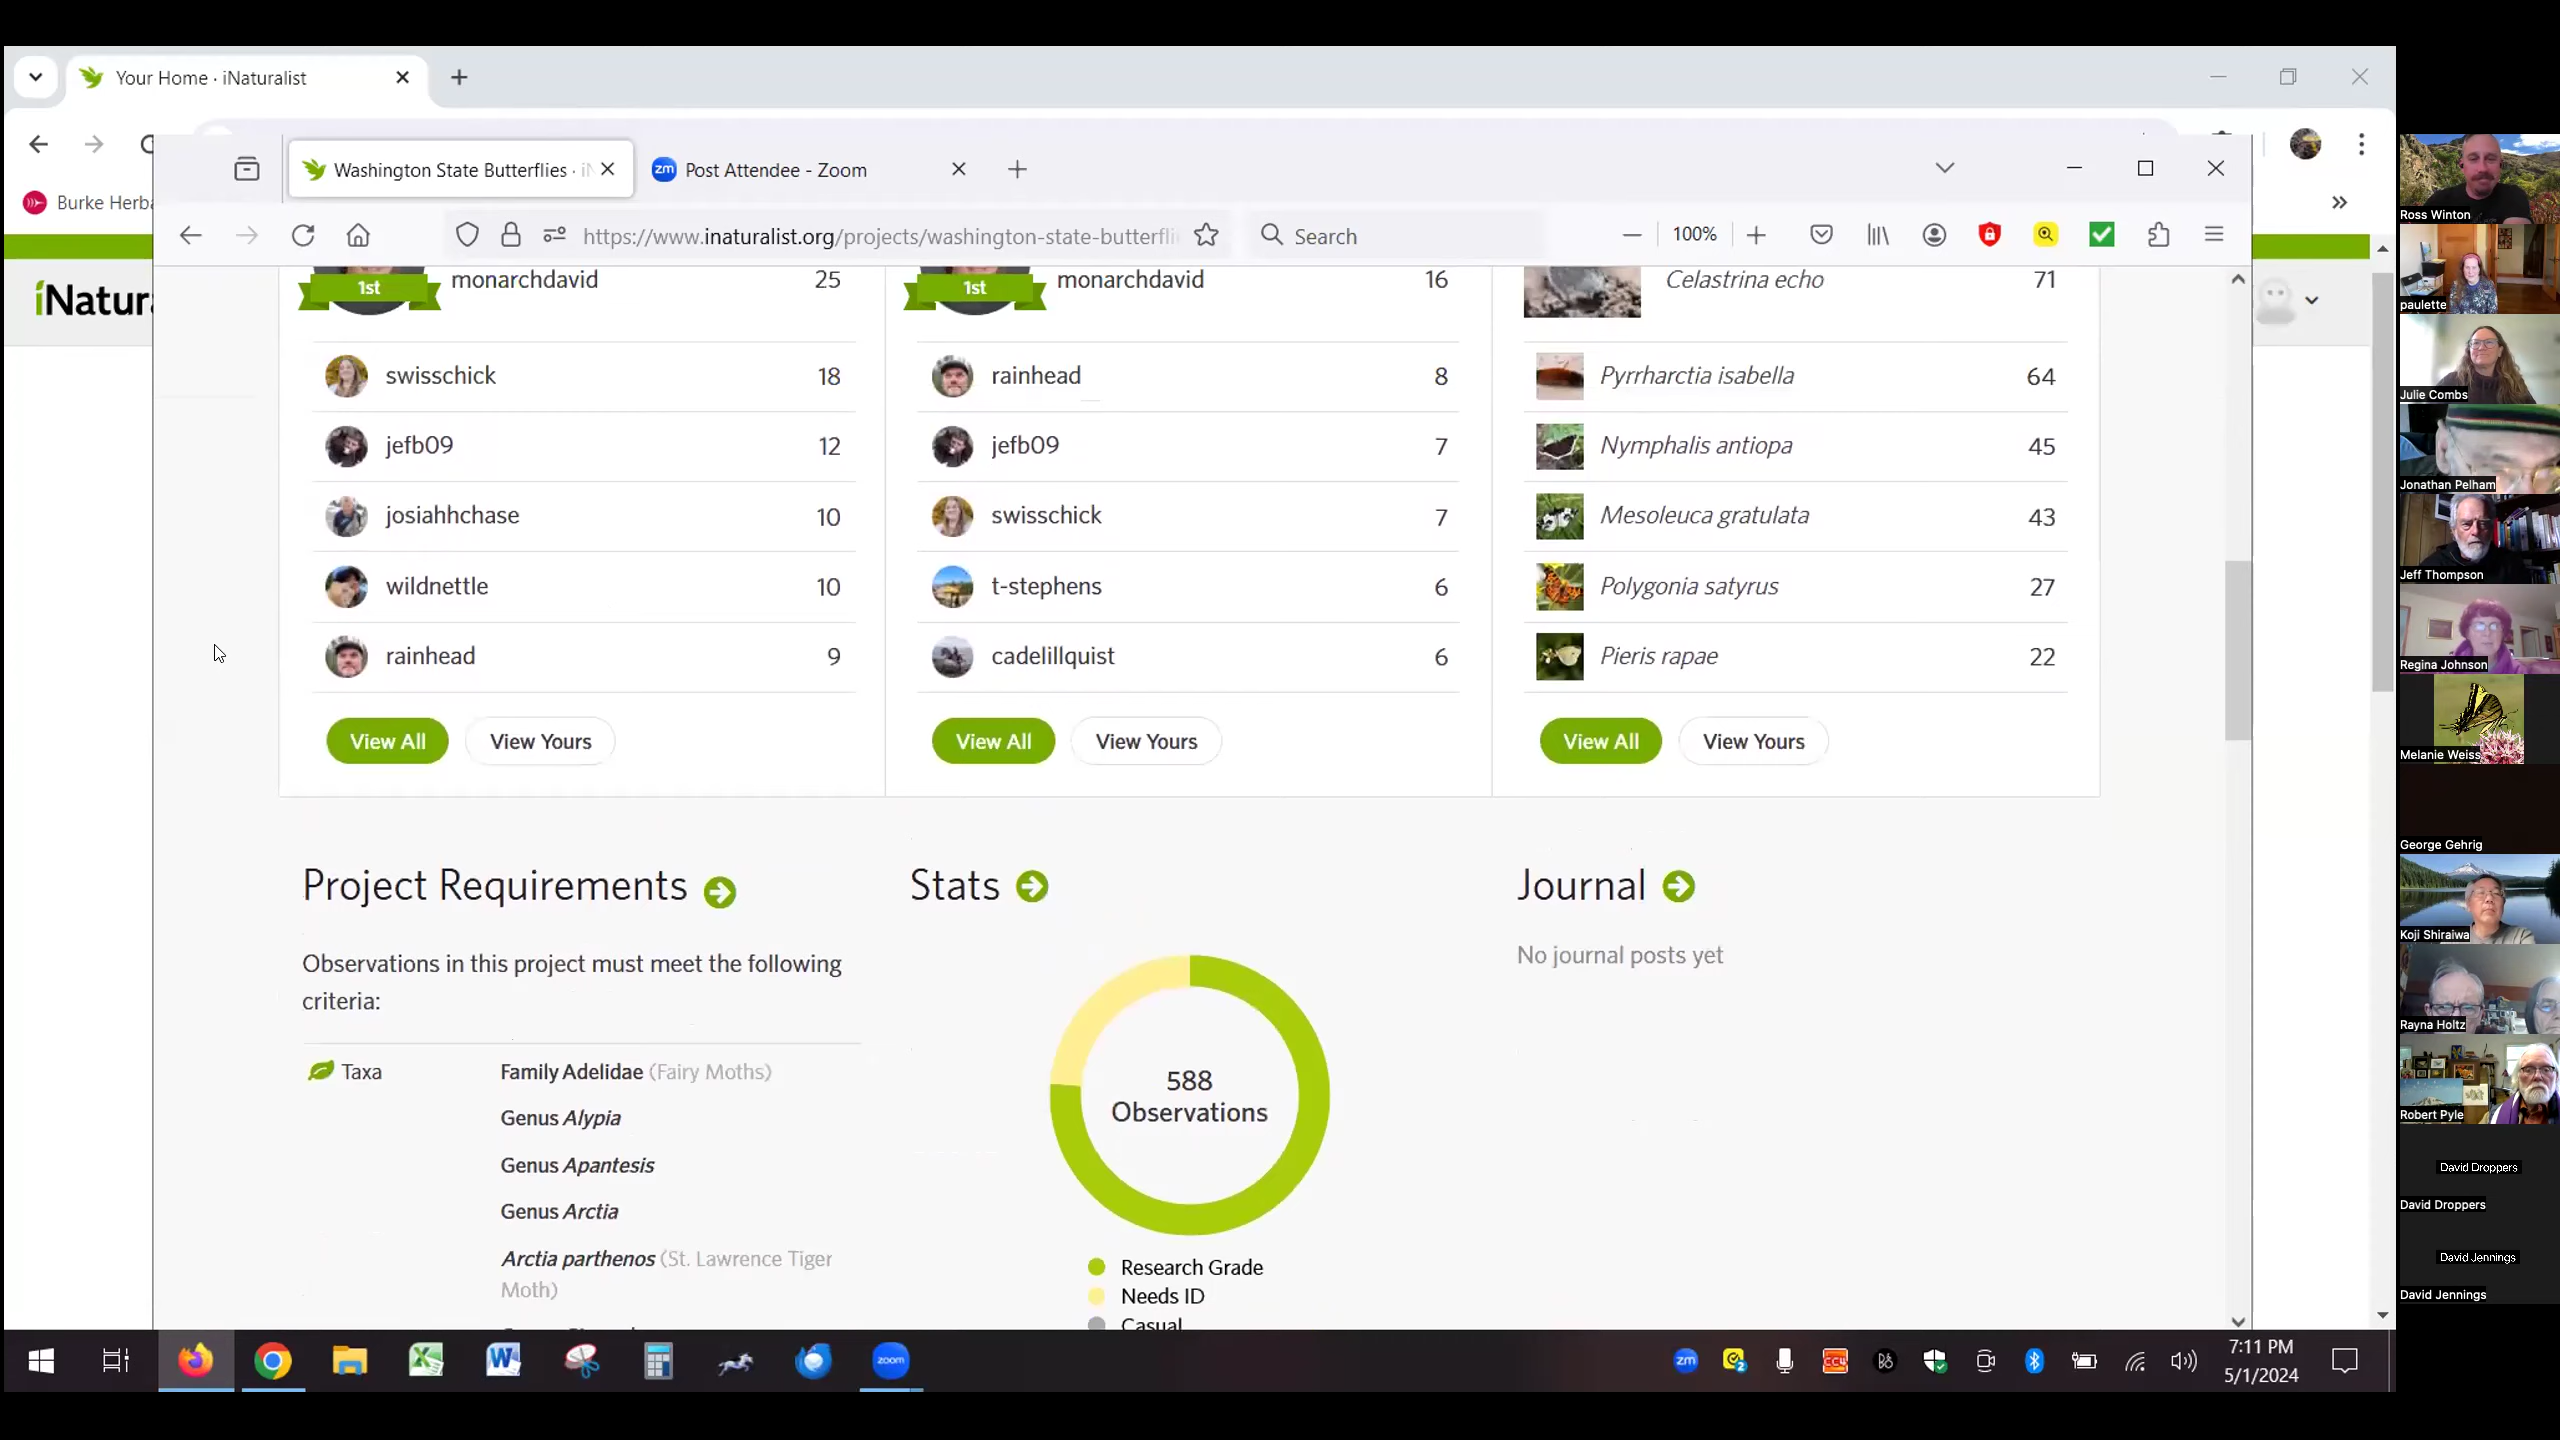 Your Home · iNaturalist
Burke Herba
iNatura
Washington State Butterflies · iN
zm
Post Attendee - Zoom
https://www.inaturalist.org/projects/washington-state-butterfli
Search
100%
1st
monarchdavid
25
swisschick
18
jefb09
12
josiahhchase
10
wildnettle
10
rainhead
9
View All
View Yours
1st
monarchdavid
16
rainhead
8
jefb09
7
swisschick
7
t-stephens
6
cadelillquist
6
View All
View Yours
Celastrina echo
71
Pyrrharctia isabella
64
Nymphalis antiopa
45
Mesoleuca gratulata
43
Polygonia satyrus
27
Pieris rapae
22
View All
View Yours
Project Requirements
Observations in this project must meet the following
criteria:
Taxa
Family Adelidae (Fairy Moths)
Genus Alypia
Genus Apantesis
Genus Arctia
Arctia parthenos (St. Lawrence Tiger
Moth)
Stats
588
Observations
Research Grade
Needs ID
Casual
Journal
No journal posts yet
Ross Winton
paulette
Julie Combs
Jonathan Pelham
Jeff Thompson
Regina Johnson
Melanie Weiss
George Gehrig
Koji Shiraiwa
Rayna Holtz
Robert Pyle
David Droppers
David Droppers
David Jennings
David Jennings
zoom
zm
CC4
7:11 PM
5/1/2024